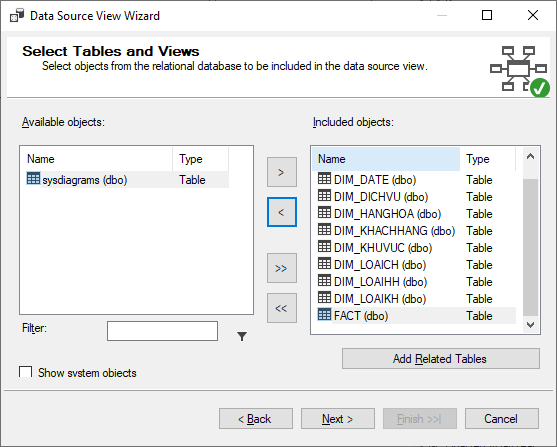 Data Source View Wizard
Select Tables and Views
Select objects from the relational database to be included in the data source view.
Available objects:
Included objects:
Name Type
sysdiagrams (dbo) Table
>
<
>>
<<
Name Type
DIM_DATE (dbo) Table
DIM_DICHVU (dbo) Table
DIM_HANGHOA (dbo) Table
DIM_KHACHHANG (dbo) Table
DIM_KHUVUC (dbo) Table
DIM_LOAICH (dbo) Table
DIM_LOAIHH (dbo) Table
DIM_LOAIKH (dbo) Table
FACT (dbo) Table
Filter:
Add Related Tables
Show system objects
< Back
Next >
Finish >>|
Cancel